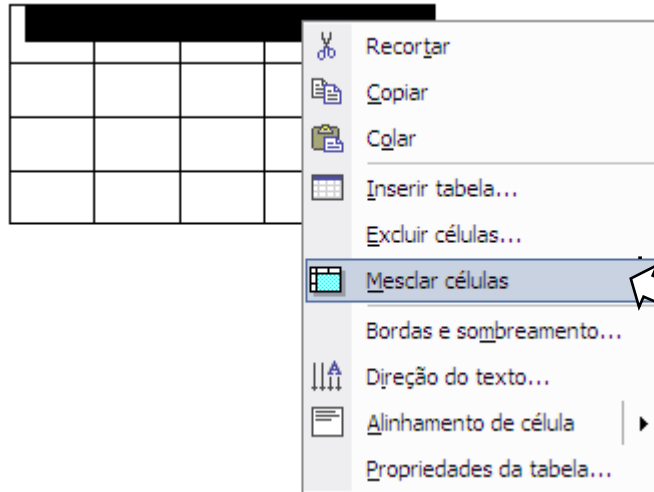 Recortar
Copiar
Colar
Inserir tabela...
Excluir células...
Mesclar células
Bordas e sombreamento...
Direção do texto...
Alinhamento de célula
Propriedades da tabela...